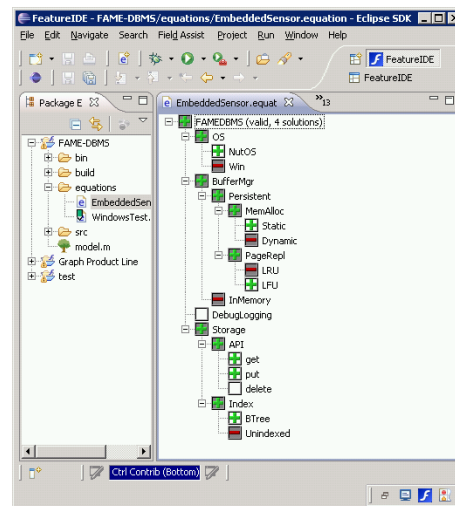 FeatureIDE - FAME-DBMS/equations/EmbeddedSensor.equation - Eclipse SDK
File Edit Navigate Search Field Assist Project Run Window Help
FeatureIDE
FeatureIDE
Package E
EmbeddedSensor.equat
»13
FAME-DBMS
bin
build
equations
EmbeddedSen
WindowsTest.
src
model.m
Graph Product Line
test
FAMEDBMS (valid, 4 solutions)
OS
NutOS
Win
BufferMgr
Persistent
MemAlloc
Static
Dynamic
PageRepl
LRU
LFU
InMemory
DebugLogging
Storage
API
get
put
delete
Index
BTree
Unindexed
Ctrl Contrib (Bottom)